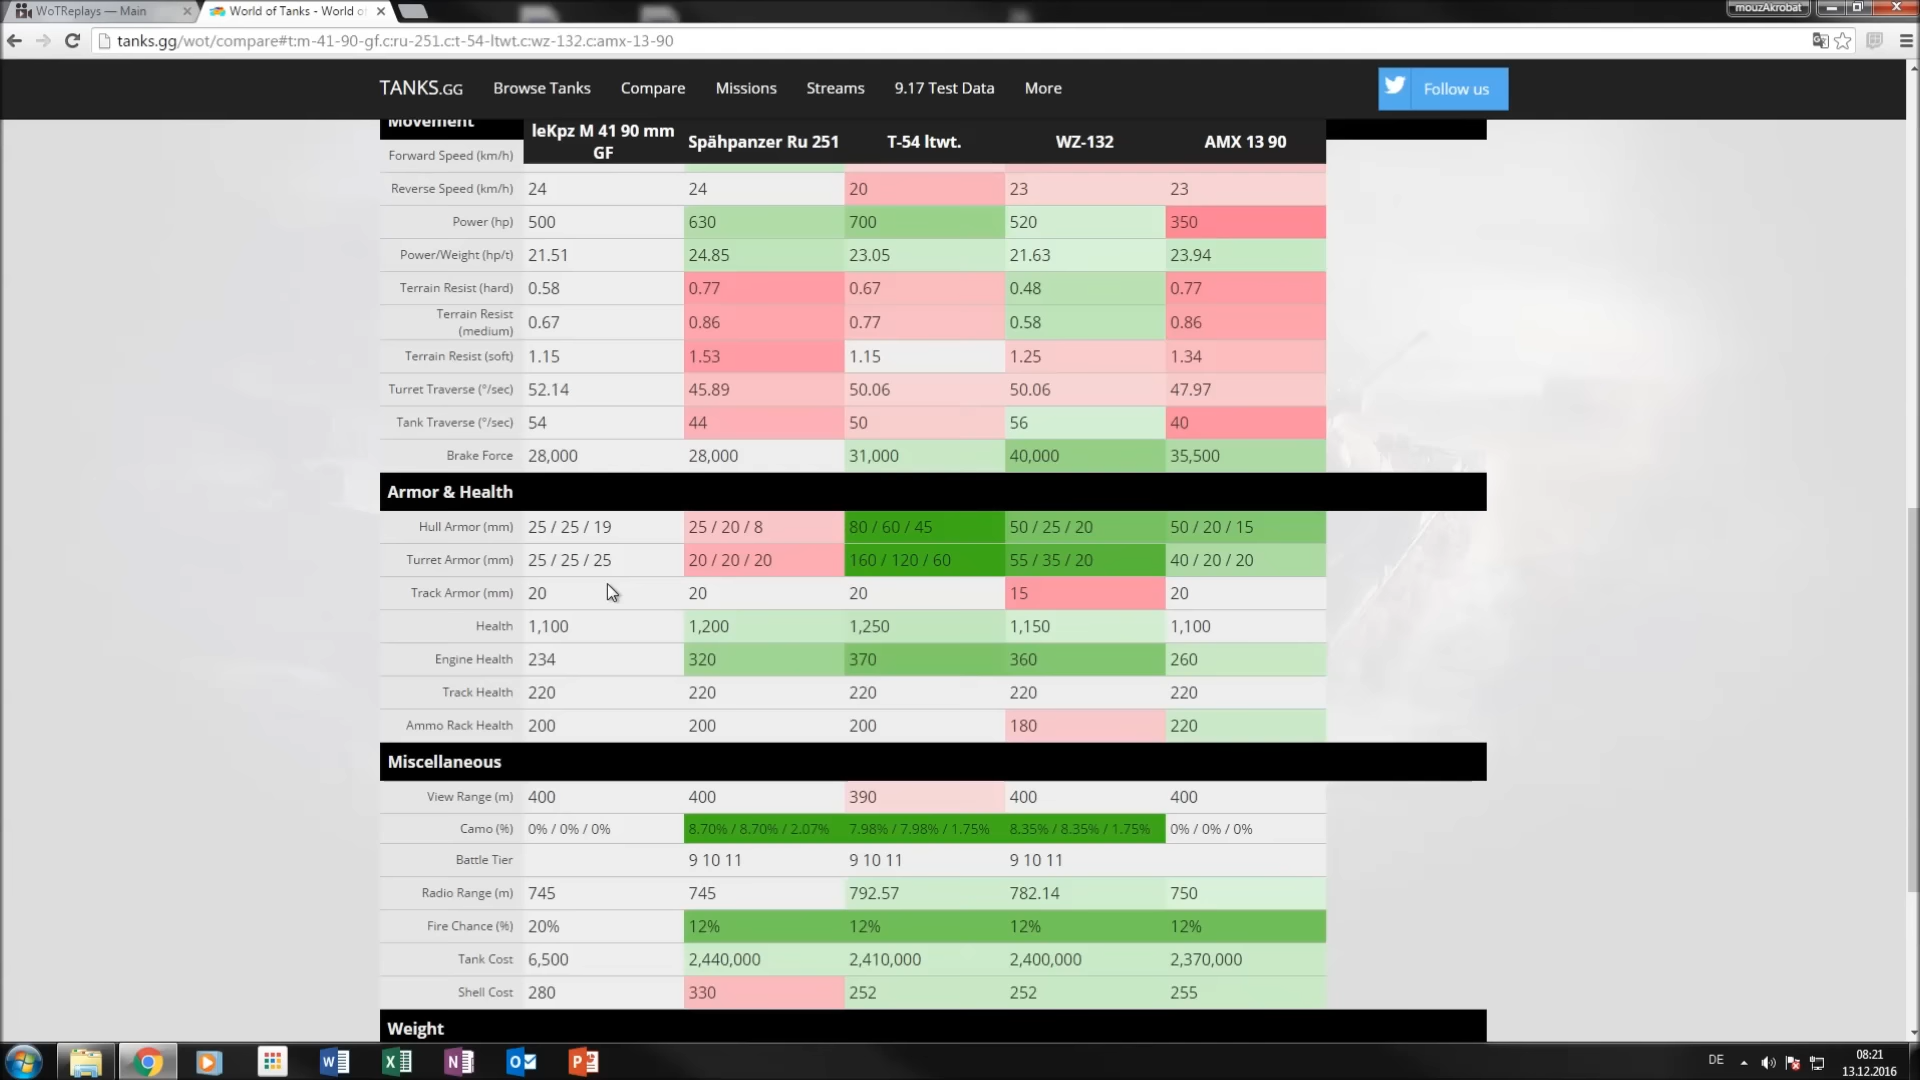 WoTReplays — Main
World of Tanks - World of
mouzAkrobat
tanks.gg/wot/compare#t:m-41-90-gf.c:ru-251.c:t-54-ltwt.c:wz-132.c:amx-13-90
TANKS.GG Browse Tanks Compare Missions Streams 9.17 Test Data More Follow us
Movement
leKpz M 41 90 mm GF Spähpanzer Ru 251 T-54 ltwt. WZ-132 AMX 13 90
Forward Speed (km/h)
Reverse Speed (km/h) 24 24 20 23 23
Power (hp) 500 630 700 520 350
Power/Weight (hp/t) 21.51 24.85 23.05 21.63 23.94
Terrain Resist (hard) 0.58 0.77 0.67 0.48 0.77
Terrain Resist (medium) 0.67 0.86 0.77 0.58 0.86
Terrain Resist (soft) 1.15 1.53 1.15 1.25 1.34
Turret Traverse (°/sec) 52.14 45.89 50.06 50.06 47.97
Tank Traverse (°/sec) 54 44 50 56 40
Brake Force 28,000 28,000 31,000 40,000 35,500
Armor & Health
Hull Armor (mm) 25 / 25 / 19 25 / 20 / 8 80 / 60 / 45 50 / 25 / 20 50 / 20 / 15
Turret Armor (mm) 25 / 25 / 25 20 / 20 / 20 160 / 120 / 60 55 / 35 / 20 40 / 20 / 20
Track Armor (mm) 20 20 20 15 20
Health 1,100 1,200 1,250 1,150 1,100
Engine Health 234 320 370 360 260
Track Health 220 220 220 220 220
Ammo Rack Health 200 200 200 180 220
Miscellaneous
View Range (m) 400 400 390 400 400
Camo (%) 0% / 0% / 0% 8.70% / 8.70% / 2.07% 7.98% / 7.98% / 1.75% 8.35% / 8.35% / 1.75% 0% / 0% / 0%
Battle Tier 9 10 11 9 10 11 9 10 11
Radio Range (m) 745 745 792.57 782.14 750
Fire Chance (%) 20% 12% 12% 12% 12%
Tank Cost 6,500 2,440,000 2,410,000 2,400,000 2,370,000
Shell Cost 280 330 252 252 255
Weight
DE
08:21
13.12.2016